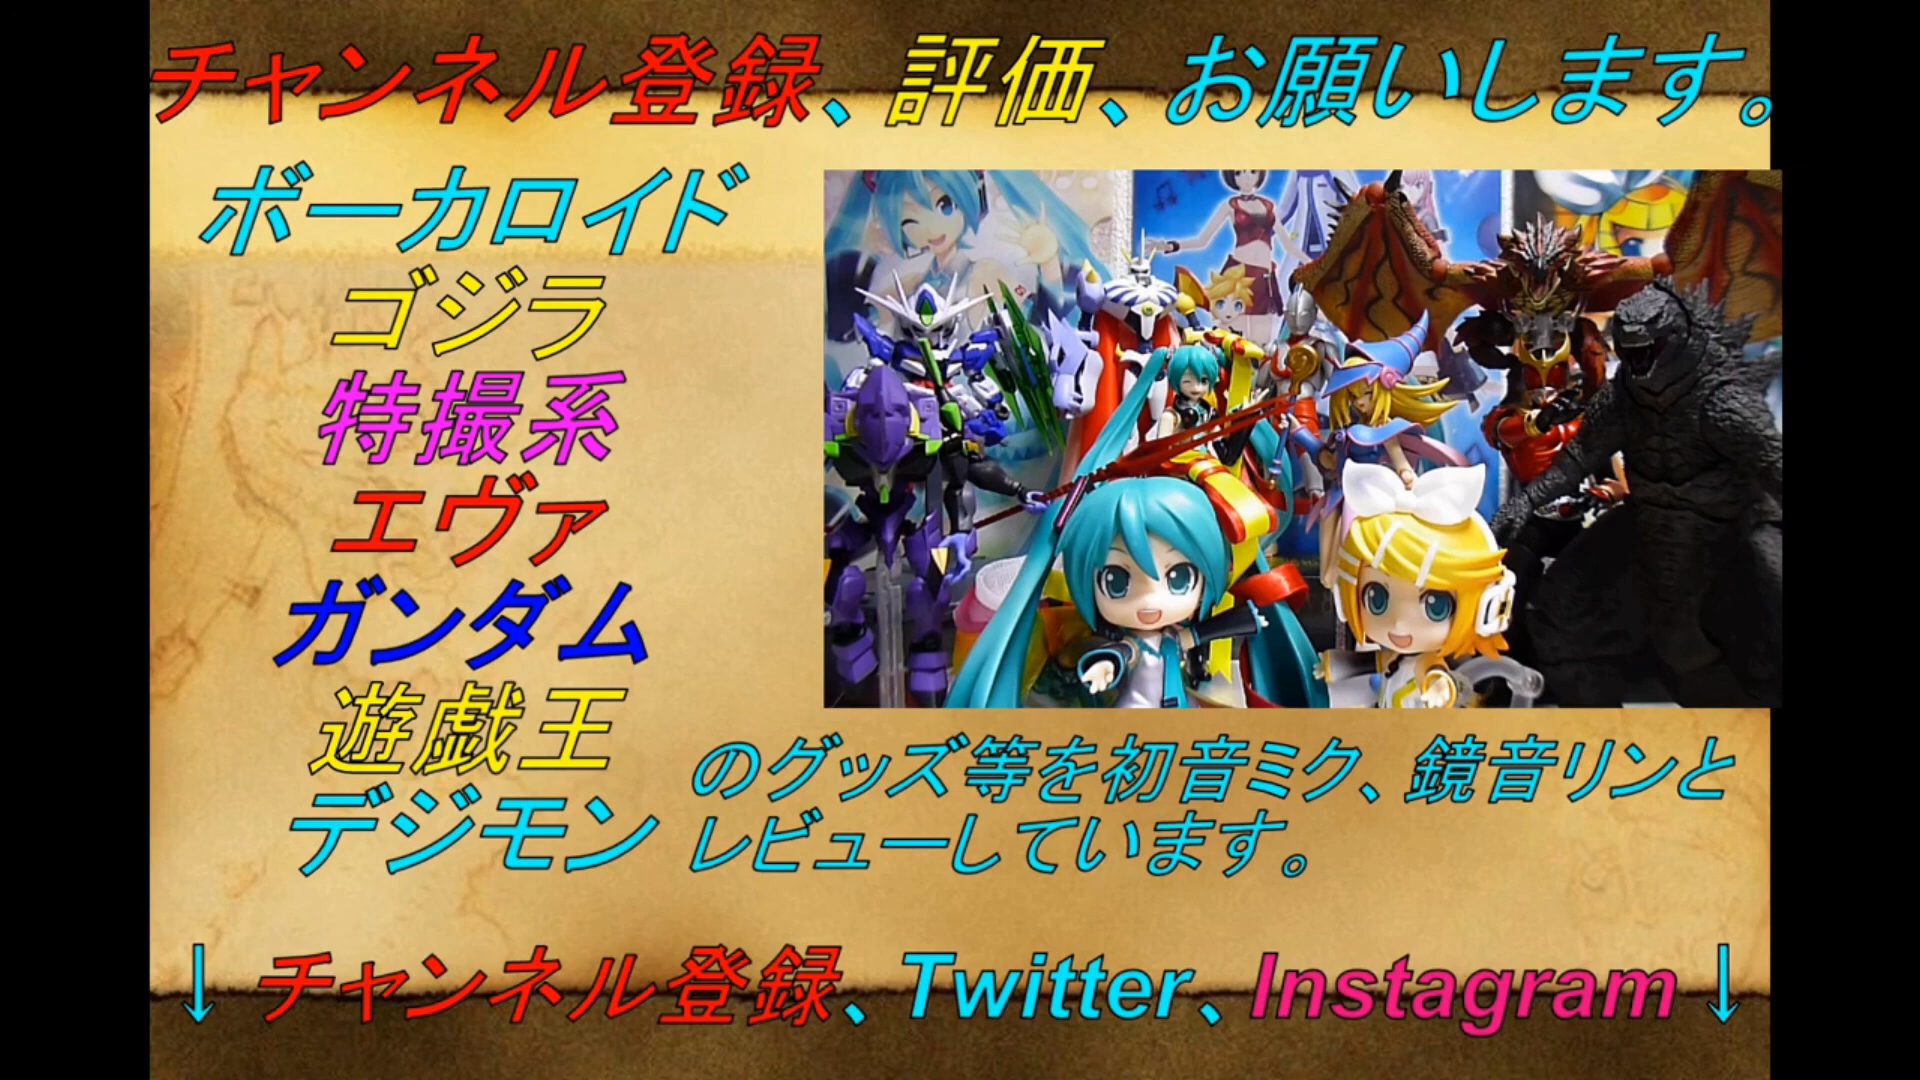 チャンネル登録、評価、お願いします。
ボーカロイド
ゴジラ
特撮系
エヴァ
ガンダム
遊戯王
デジモン
のグッズ等を初音ミク、鏡音リンと
レビューしています。
↓チャンネル登録、Twitter、Instagram↓